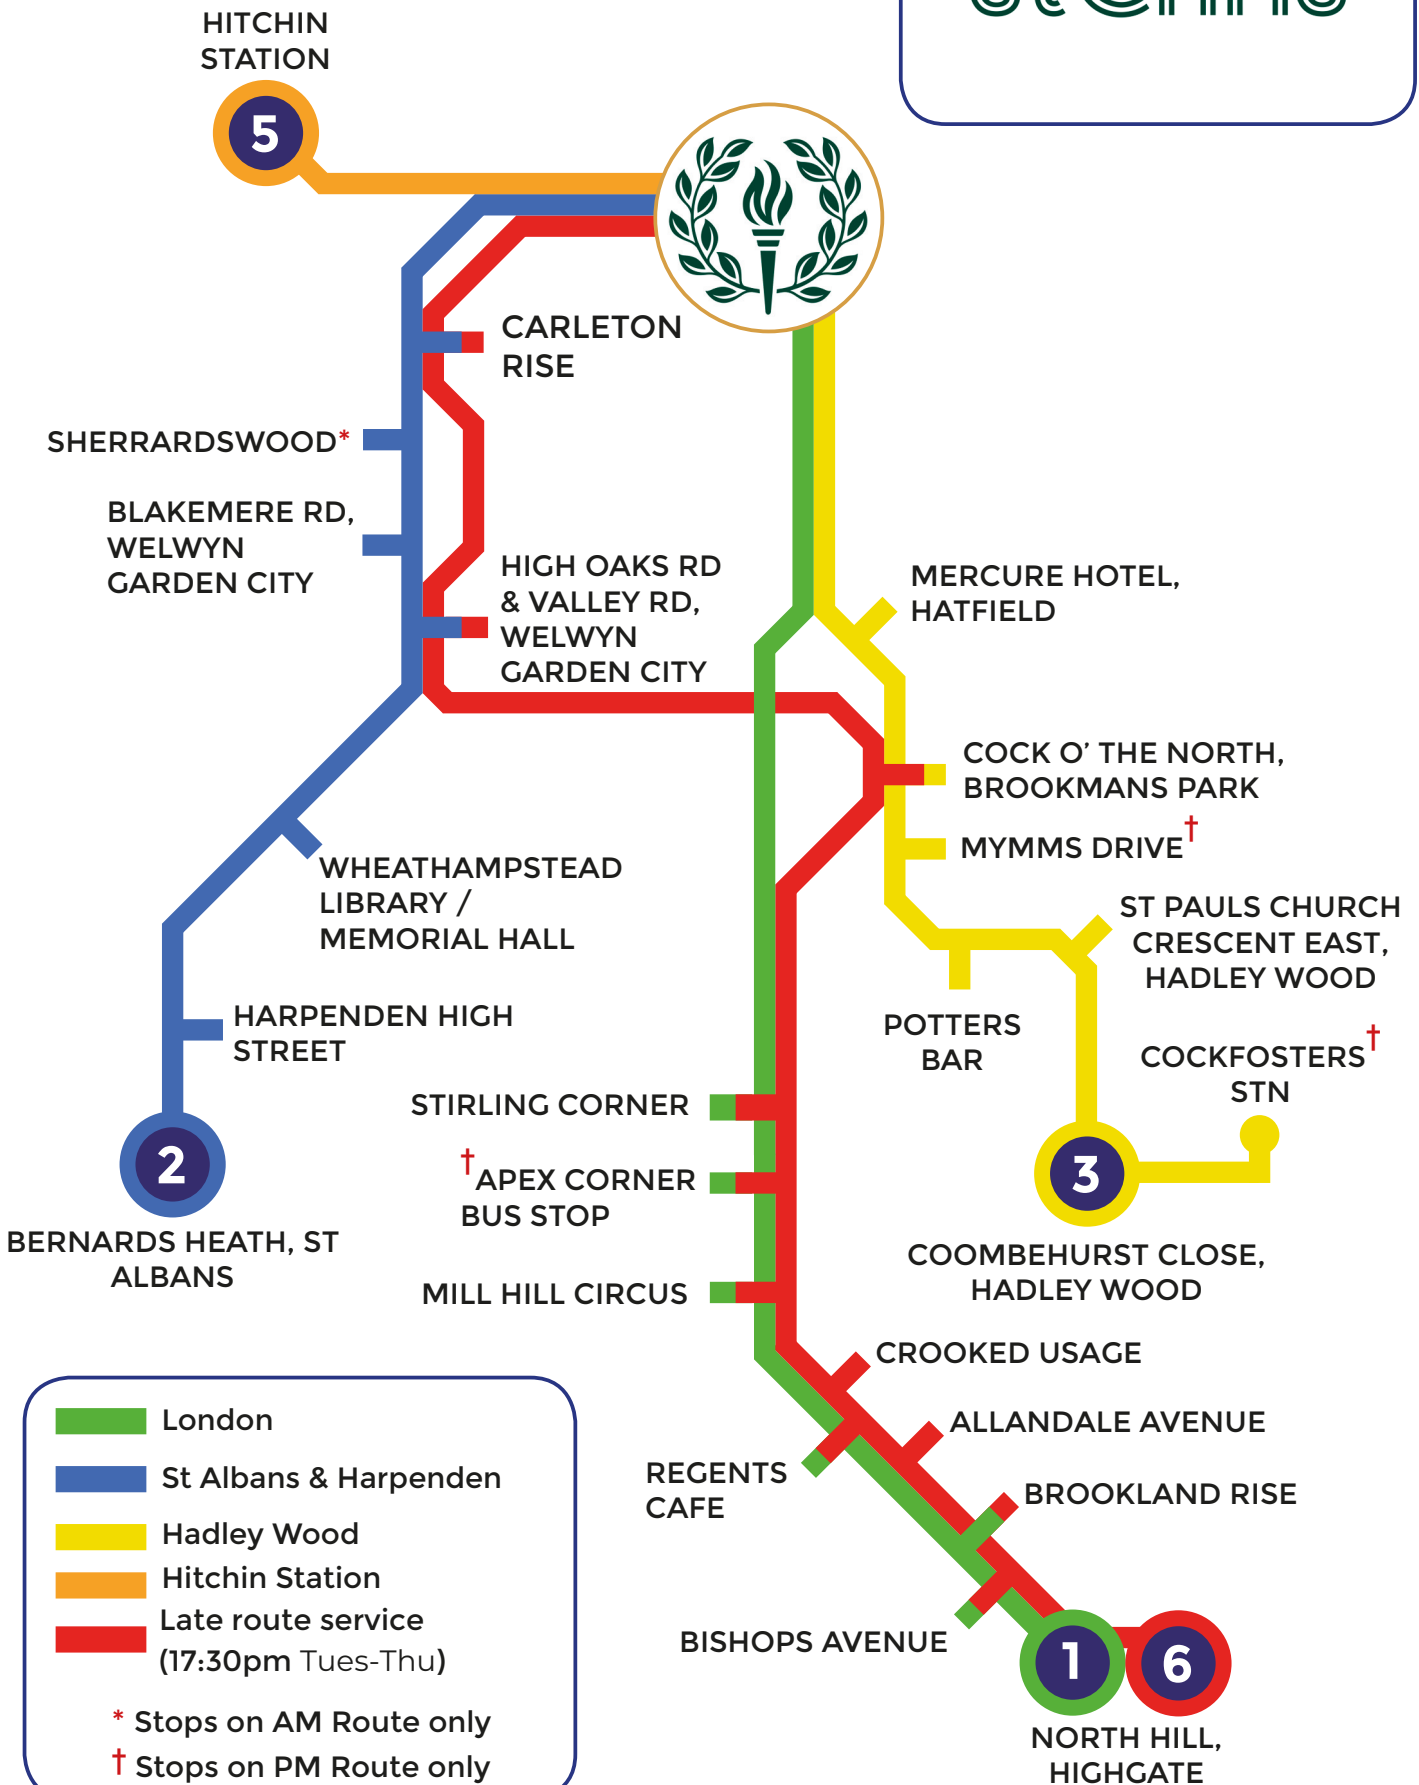 HITCHIN
STATION
5
CARLETON
RISE
SHERRARDSWOOD*
BLAKEMERE RD,
WELWYN
GARDEN CITY
HIGH OAKS RD
& VALLEY RD,
WELWYN
GARDEN CITY
MERCURE HOTEL,
HATFIELD
COCK O’ THE NORTH,
BROOKMANS PARK
MYMMS DRIVE†
WHEATHAMPSTEAD
LIBRARY /
MEMORIAL HALL
ST PAULS CHURCH
CRESCENT EAST,
HADLEY WOOD
HARPENDEN HIGH
STREET
POTTERS
BAR
COCKFOSTERS†
STN
STIRLING CORNER
†APEX CORNER
BUS STOP
2
BERNARDS HEATH, ST
ALBANS
3
COOMBEHURST CLOSE,
HADLEY WOOD
MILL HILL CIRCUS
CROOKED USAGE
ALLANDALE AVENUE
REGENTS
CAFE
BROOKLAND RISE
BISHOPS AVENUE
1
6
NORTH HILL,
HIGHGATE
London
St Albans & Harpenden
Hadley Wood
Hitchin Station
Late route service
(17:30pm Tues-Thu)
* Stops on AM Route only
† Stops on PM Route only